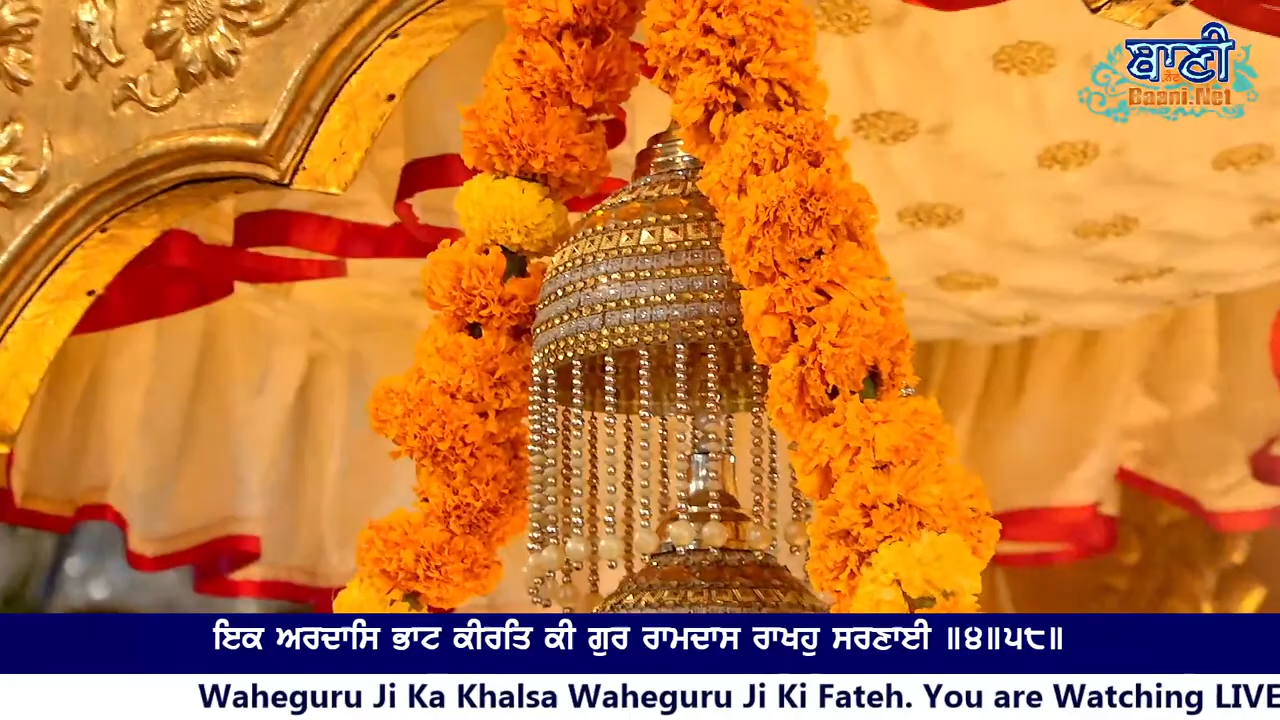 ਬਾਣੀ
ਨੈੱਟ
Baani.Net
ਇਕ ਅਰਦਾਸਿ ਭਾਟ ਕੀਰਤਿ ਕੀ ਗੁਰ ਰਾਮਦਾਸ ਰਾਖਹੁ ਸਰਣਾਈ ॥੪॥੫੮॥
Waheguru Ji Ka Khalsa Waheguru Ji Ki Fateh. You are Watching LIVE